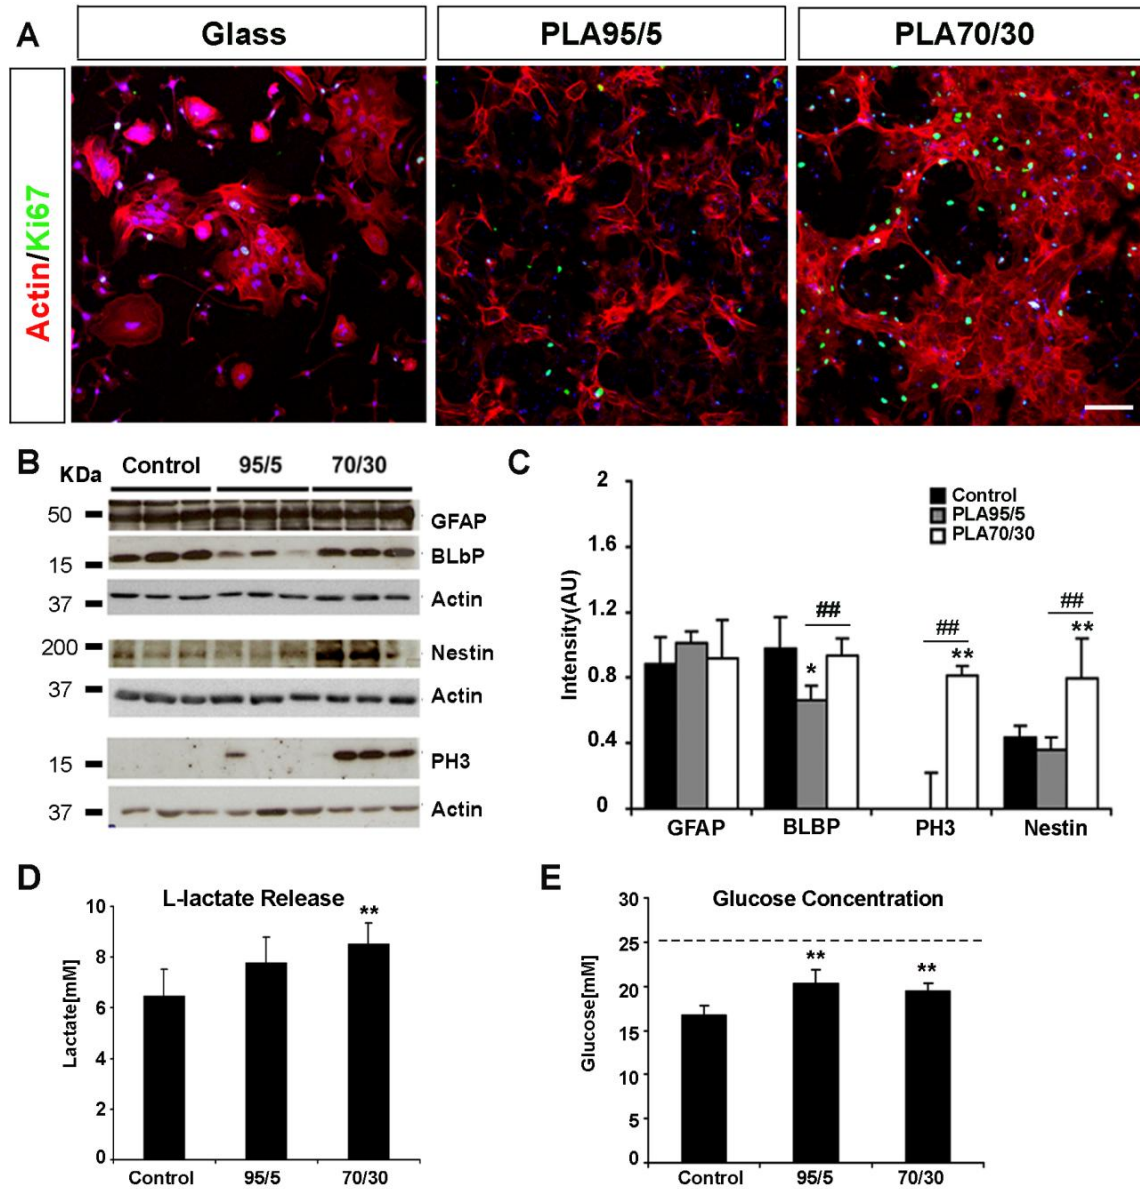 A
Glass
PLA95/5
PLA70/30
Actin/Ki67
B
KDa
Control
95/5
70/30
50
GFAP
15
BLbP
37
Actin
200
Nestin
37
Actin
15
PH3
37
Actin
C
2
1.6
1.2
0.8
0.4
0
Intensity(AU)
Control
PLA95/5
PLA70/30
*
##
##
**
##
**
GFAP
BLBP
PH3
Nestin
D
L-lactate Release
10
8
6
4
2
0
Lactate[mM]
**
Control
95/5
70/30
E
Glucose Concentration
30
25
20
15
10
5
0
Glucose[mM]
**
**
Control
95/5
70/30